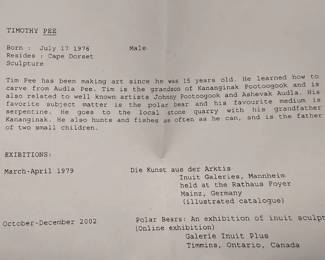 TIMOTHY PEE
Born : July 17 1976 Male
Resides : Cape Dorset
Sculpture
Tim Pee has been making art since he was 15 years old. He learned how to
carve from Audla Pee. Tim is the grandson of Kananginak Pootoogook and is
also related to well known artists Johnny Pootoogook and Ashevak Audla. His
favorite subject matter is the polar bear and his favourite medium is
serpentine. He goes to the local stone quarry with his grandfather
Kananginak. He also hunts and fishes as often as he can, and is the father
of two small children.
EXIBITIONS:
March-April 1979 Die Kunst aus der Arktis
Inuit Galeries, Mannheim
held at the Rathaus Foyer
Mainz, Germany
(illustrated catalogue)
October-December 2002 Polar Bears: An exhibition of inuit sculpt
(Online exhibition)
Galerie Inuit Plus
Timmins, Ontario, Canada